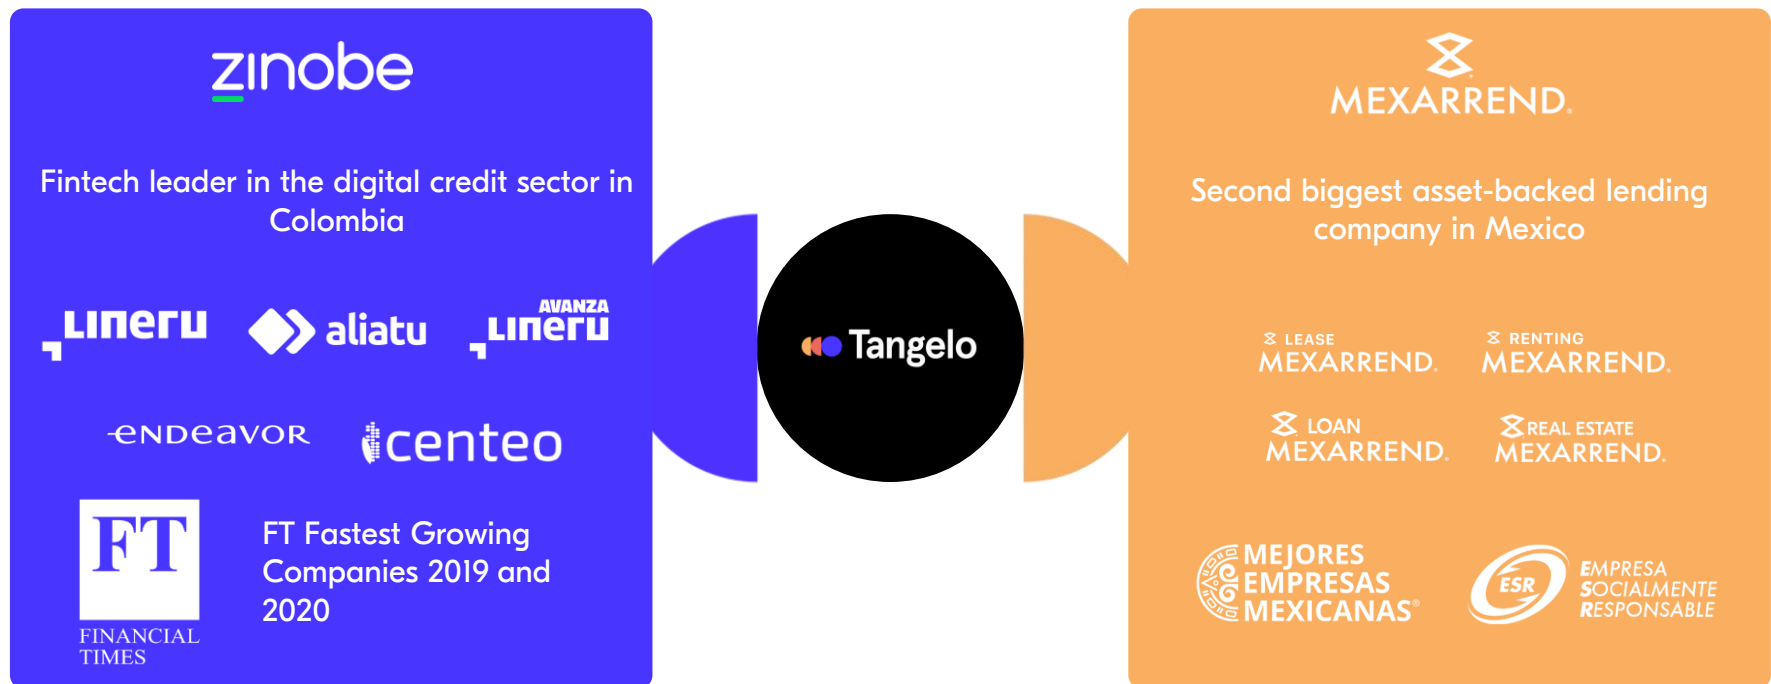 zinobe
Fintech leader in the digital credit sector in
Colombia
LINERU
aliatu
AVANZA
LINERU
ENDEAVOR
centeo
FT
FINANCIAL
TIMES
FT Fastest Growing
Companies 2019 and
2020
Tangelo
MEXARREND®
Second biggest asset-backed lending
company in Mexico
LEASE
MEXARREND®
RENTING
MEXARREND®
LOAN
MEXARREND®
REAL ESTATE
MEXARREND®
MEJORES
EMPRESAS
MEXICANAS®
ESR
EMPRESA
SOCIALMENTE
RESPONSABLE